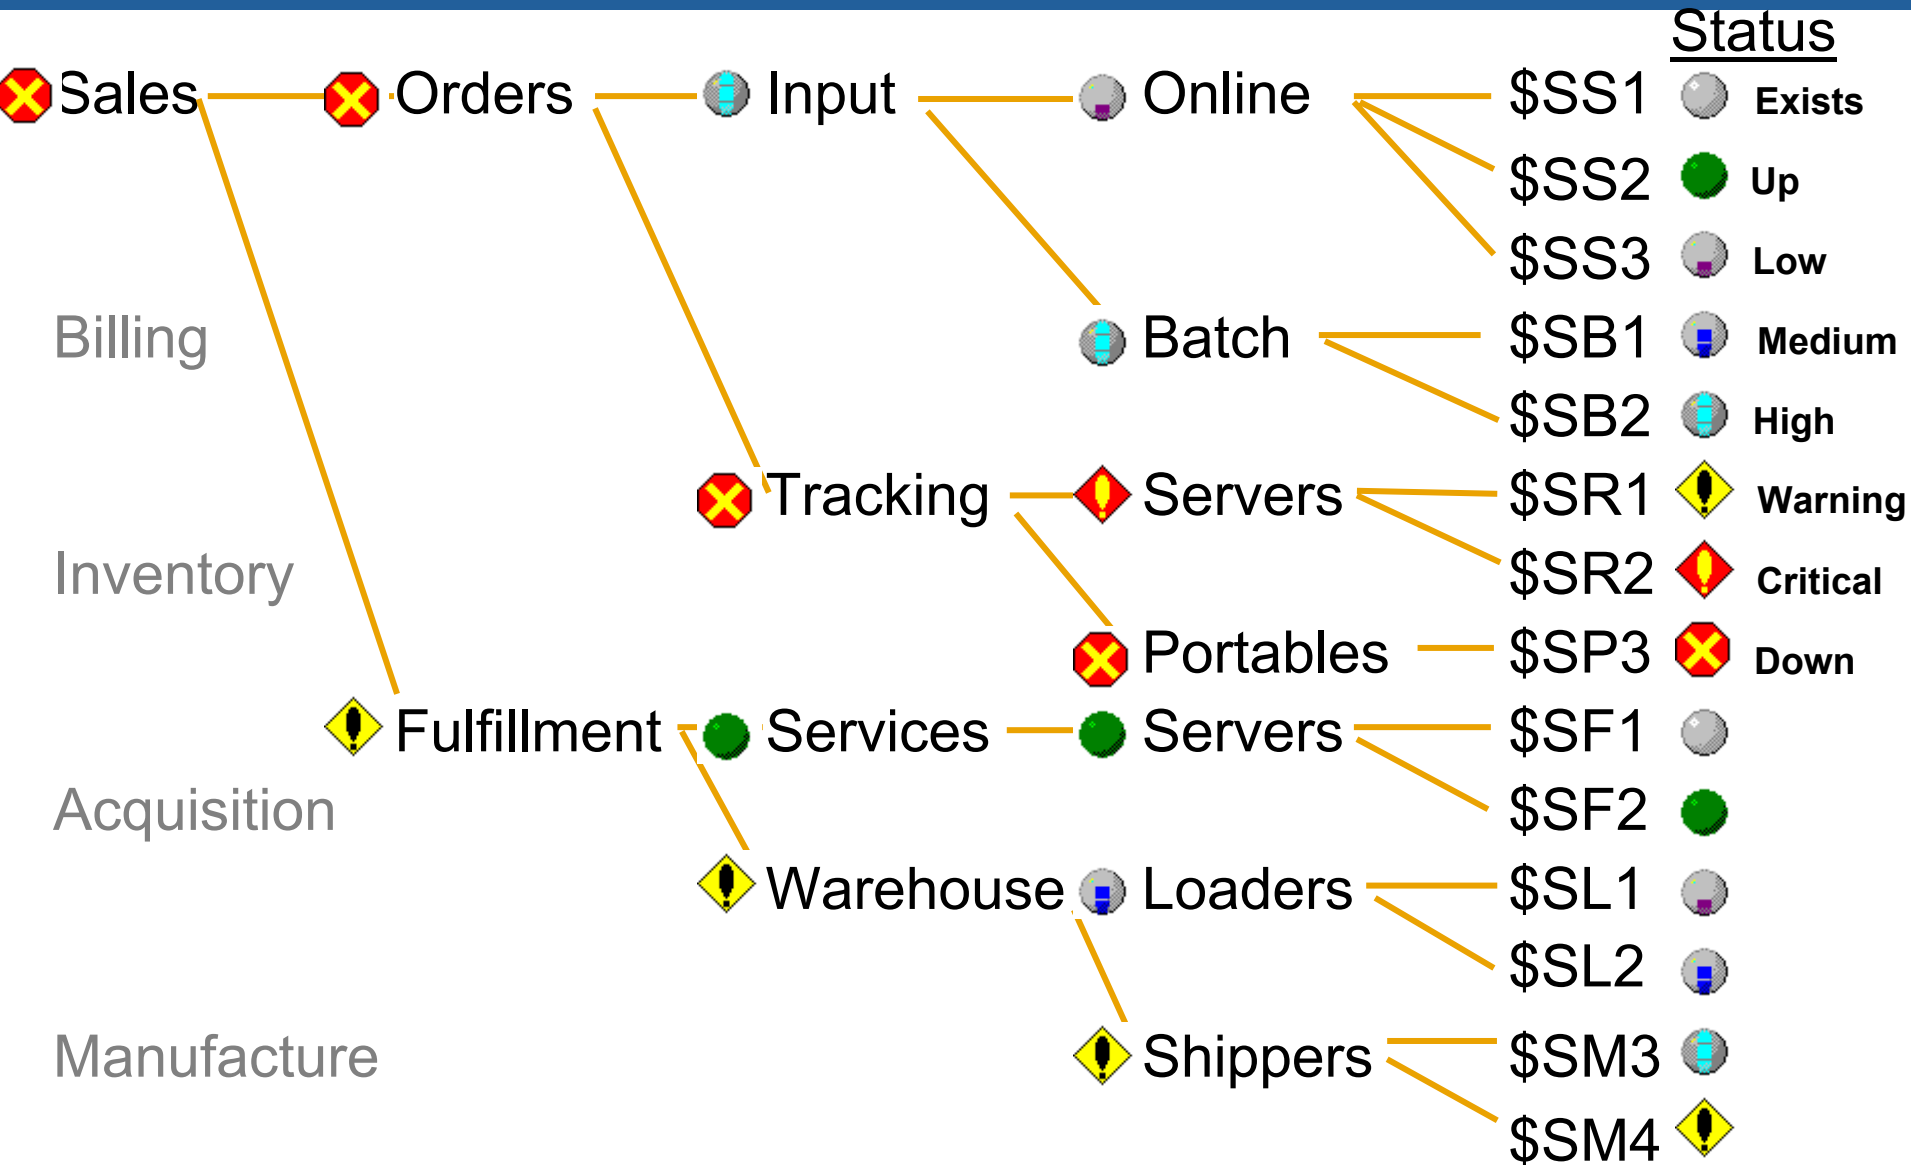 Status
Sales Orders Input Online $SS1 Exists
$SS2 Up
$SS3 Low
Billing Batch $SB1 Medium
$SB2 High
Tracking Servers $SR1 Warning
Inventory $SR2 Critical
Portables $SP3 Down
Fulfillment Services Servers $SF1
Acquisition $SF2
Warehouse Loaders $SL1
$SL2
Manufacture Shippers $SM3
$SM4